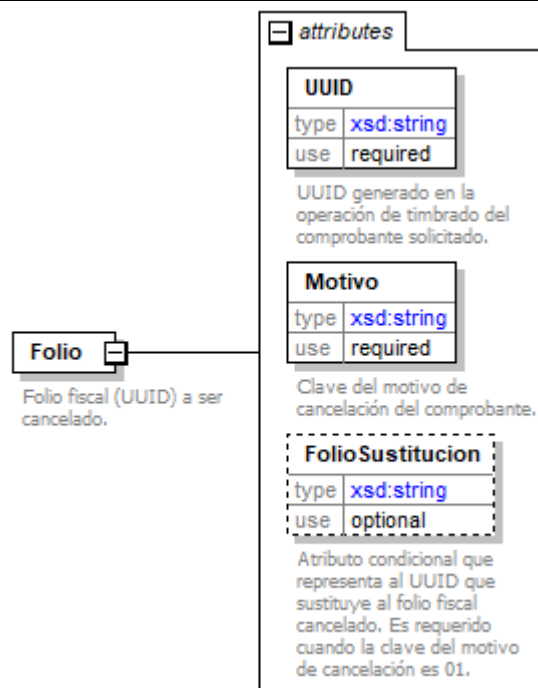 attributes
UUID
type xsd:string
use required
UUID generado en la
operación de timbrado del
comprobante solicitado.
Motivo
type xsd:string
use required
Clave del motivo de
cancelación del comprobante.
Folio
Folio fiscal (UUID) a ser
cancelado.
FolioSustitucion
type xsd:string
use optional
Atributo condicional que
representa al UUID que
sustituye al folio fiscal
cancelado. Es requerido
cuando la clave del motivo
de cancelación es 01.